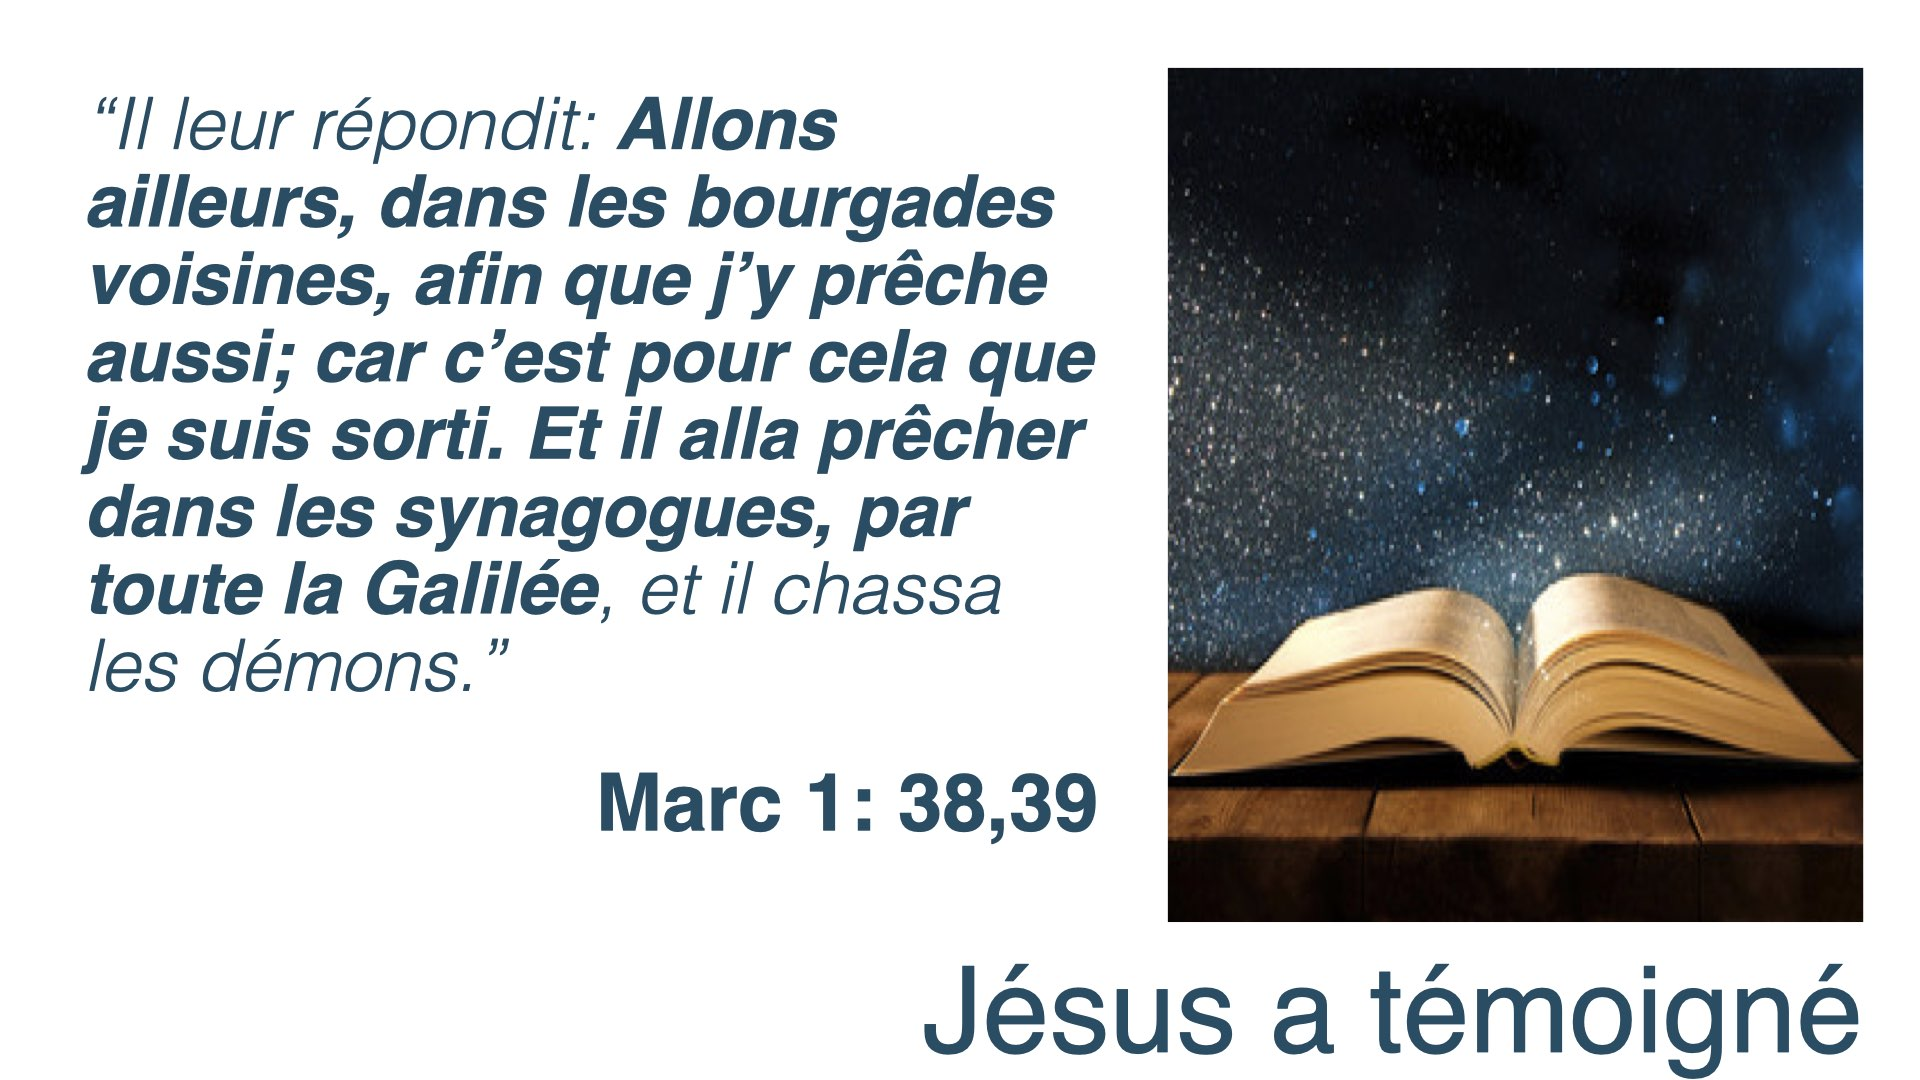 “Il leur répondit: Allons
ailleurs, dans les bourgades
voisines, afin que j’y prêche
aussi; car c’est pour cela que
je suis sorti. Et il alla prêcher
dans les synagogues, par
toute la Galilée, et il chassa
les démons.”
Marc 1: 38,39
Jésus a témoigné